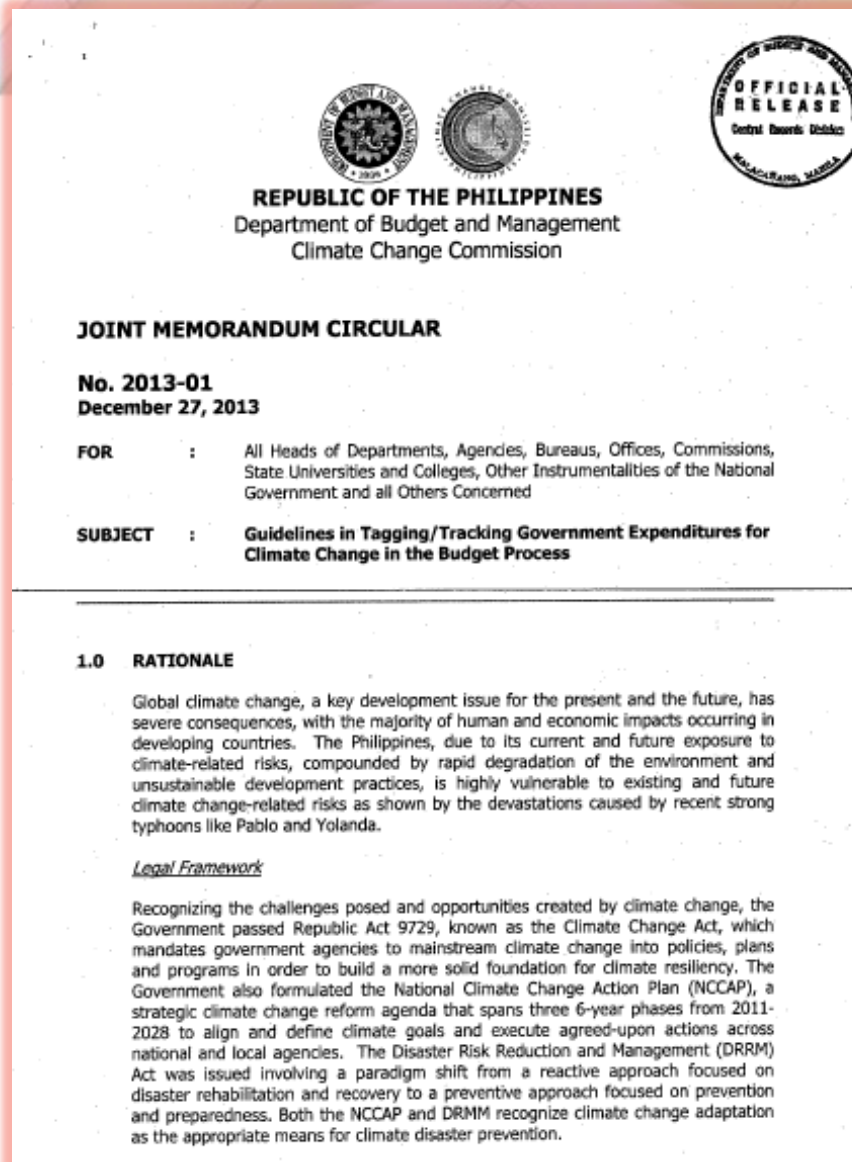 DEPARTMENT OF BUDGET AND MANAGEMENT
CLIMATE CHANGE COMMISSION
PHILIPPINES
OFFICIAL
RELEASE
Central Records Division
MALACAÑANG, MANILA
REPUBLIC OF THE PHILIPPINES
Department of Budget and Management
Climate Change Commission
JOINT MEMORANDUM CIRCULAR
No. 2013-01
December 27, 2013
FOR : All Heads of Departments, Agencies, Bureaus, Offices, Commissions,
State Universities and Colleges, Other Instrumentalities of the National
Government and all Others Concerned
SUBJECT : Guidelines in Tagging/Tracking Government Expenditures for
Climate Change in the Budget Process
1.0 RATIONALE
Global climate change, a key development issue for the present and the future, has
severe consequences, with the majority of human and economic impacts occurring in
developing countries. The Philippines, due to its current and future exposure to
climate-related risks, compounded by rapid degradation of the environment and
unsustainable development practices, is highly vulnerable to existing and future
climate change-related risks as shown by the devastations caused by recent strong
typhoons like Pablo and Yolanda.
Legal Framework
Recognizing the challenges posed and opportunities created by climate change, the
Government passed Republic Act 9729, known as the Climate Change Act, which
mandates government agencies to mainstream climate change into policies, plans
and programs in order to build a more solid foundation for climate resiliency. The
Government also formulated the National Climate Change Action Plan (NCCAP), a
strategic climate change reform agenda that spans three 6-year phases from 2011-
2028 to align and define climate goals and execute agreed-upon actions across
national and local agencies. The Disaster Risk Reduction and Management (DRRM)
Act was issued involving a paradigm shift from a reactive approach focused on
disaster rehabilitation and recovery to a preventive approach focused on prevention
and preparedness. Both the NCCAP and DRMM recognize climate change adaptation
as the appropriate means for climate disaster prevention.